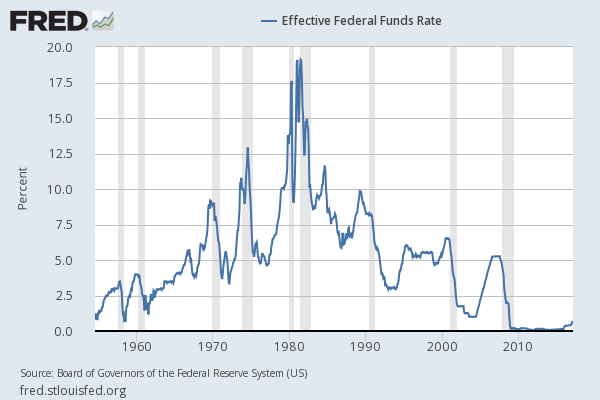 FRED
Effective Federal Funds Rate
20.0
17.5
15.0
12.5
10.0
7.5
5.0
2.5
0.0
Percent
1960 1970 1980 1990 2000 2010
Source: Board of Governors of the Federal Reserve System (US)
fred.stlouisfed.org